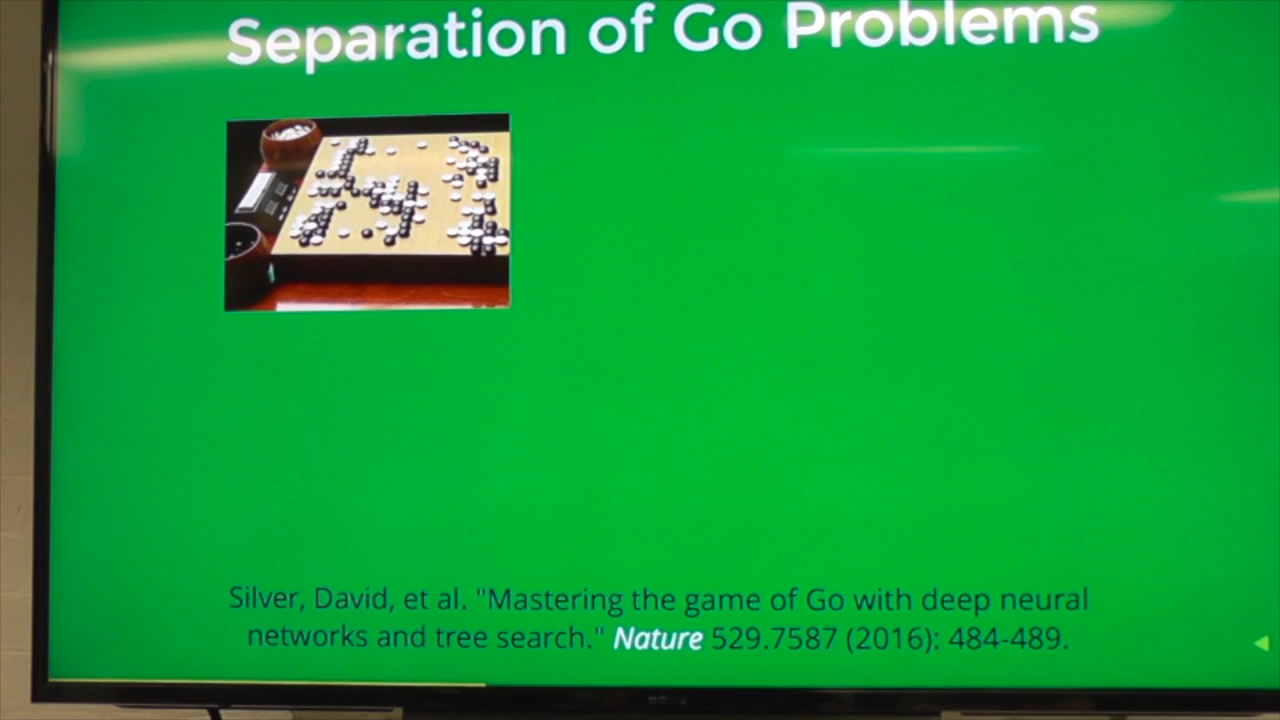 Separation of Go Problems
Silver, David, et al. "Mastering the game of Go with deep neural
networks and tree search." Nature 529.7587 (2016): 484-489.
SONY